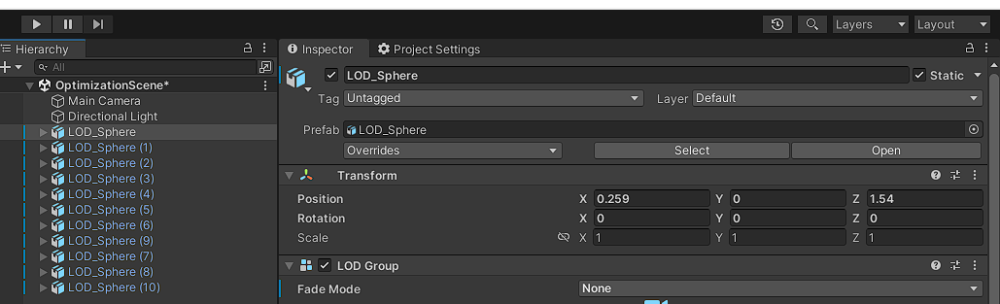 Layers Layout
Hierarchy
All
OptimizationScene*
Main Camera
Directional Light
LOD_Sphere
LOD_Sphere (1)
LOD_Sphere (2)
LOD_Sphere (3)
LOD_Sphere (4)
LOD_Sphere (5)
LOD_Sphere (6)
LOD_Sphere (9)
LOD_Sphere (7)
LOD_Sphere (8)
LOD_Sphere (10)
Inspector Project Settings
LOD_Sphere Static
Tag Untagged Layer Default
Prefab LOD_Sphere
Overrides Select Open
Transform
Position X 0.259 Y 0 Z 1.54
Rotation X 0 Y 0 Z 0
Scale X 1 Y 1 Z 1
LOD Group
Fade Mode None